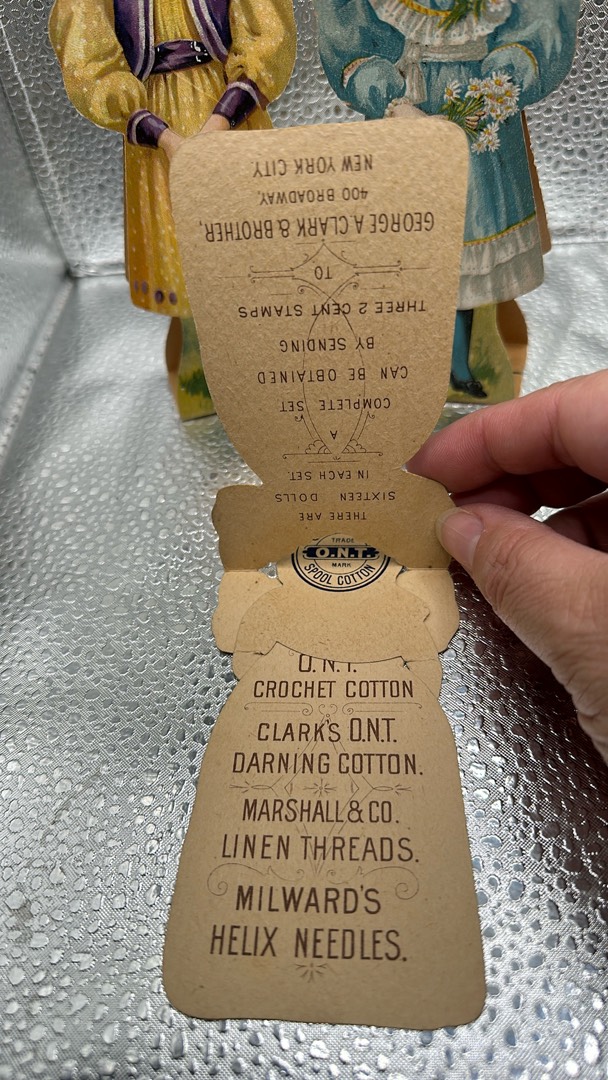 THERE ARE
SIXTEEN DOLLS
IN EACH SET.
A
COMPLETE SET
CAN BE OBTAINED
BY SENDING
THREE 2 CENT STAMPS
TO
GEORGE A. CLARK & BROTHER,
400 BROADWAY,
NEW YORK CITY.
TRADE
O.N.T.
MARK
SPOOL COTTON
O.N.T.
CROCHET COTTON
CLARK'S O.N.T.
DARNING COTTON.
MARSHALL & CO.
LINEN THREADS.
MILWARD'S
HELIX NEEDLES.